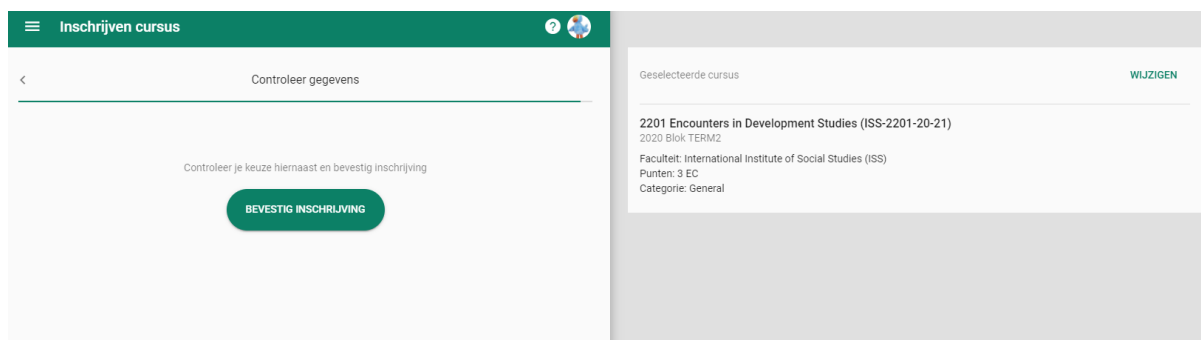 Inschrijven cursus
?
Controleer gegevens
Controleer je keuze hiernaast en bevestig inschrijving
BEVESTIG INSCHRIJVING
Geselecteerde cursus
WIJZIGEN
2201 Encounters in Development Studies (ISS-2201-20-21)
2020 Blok TERM2
Faculteit: International Institute of Social Studies (ISS)
Punten: 3 EC
Categorie: General